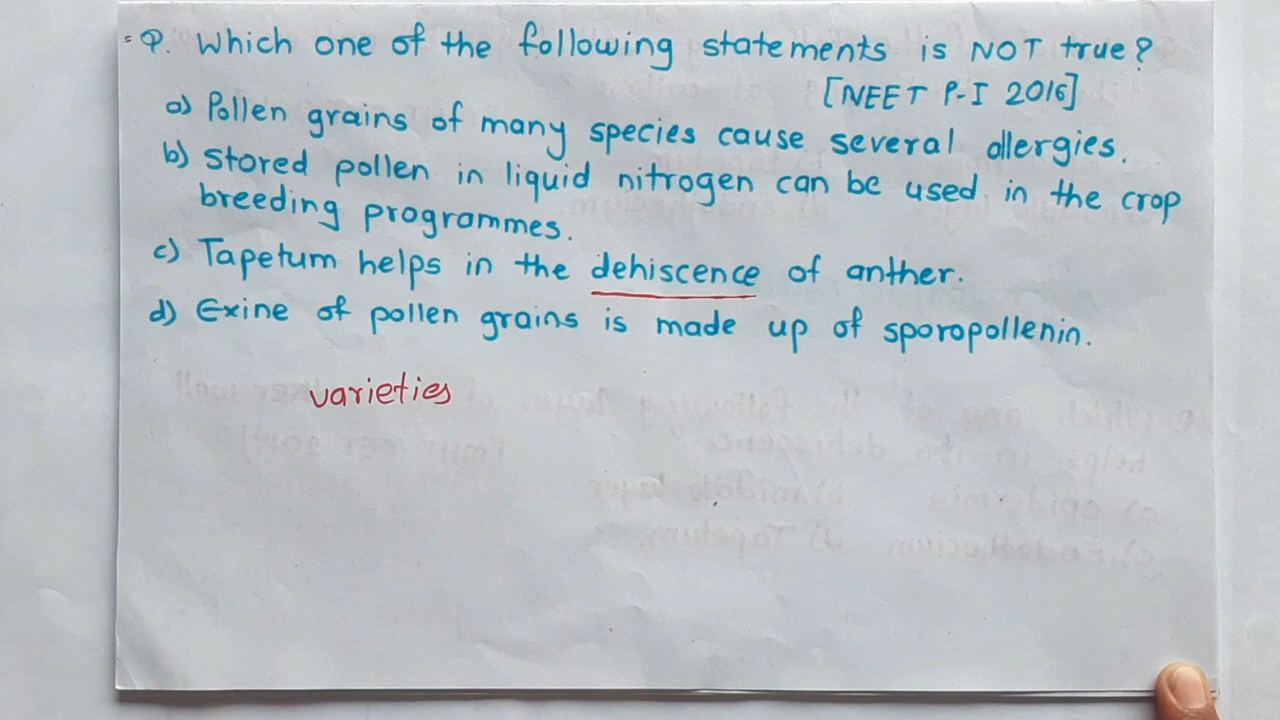 Q. Which one of the following statements is NOT true?
[NEET P-I 2016]
a) Pollen grains of many species cause several allergies.
b) Stored pollen in liquid nitrogen can be used in the crop
breeding programmes.
c) Tapetum helps in the dehiscence of anther.
d) Exine of pollen grains is made up of sporopollenin.
varieties